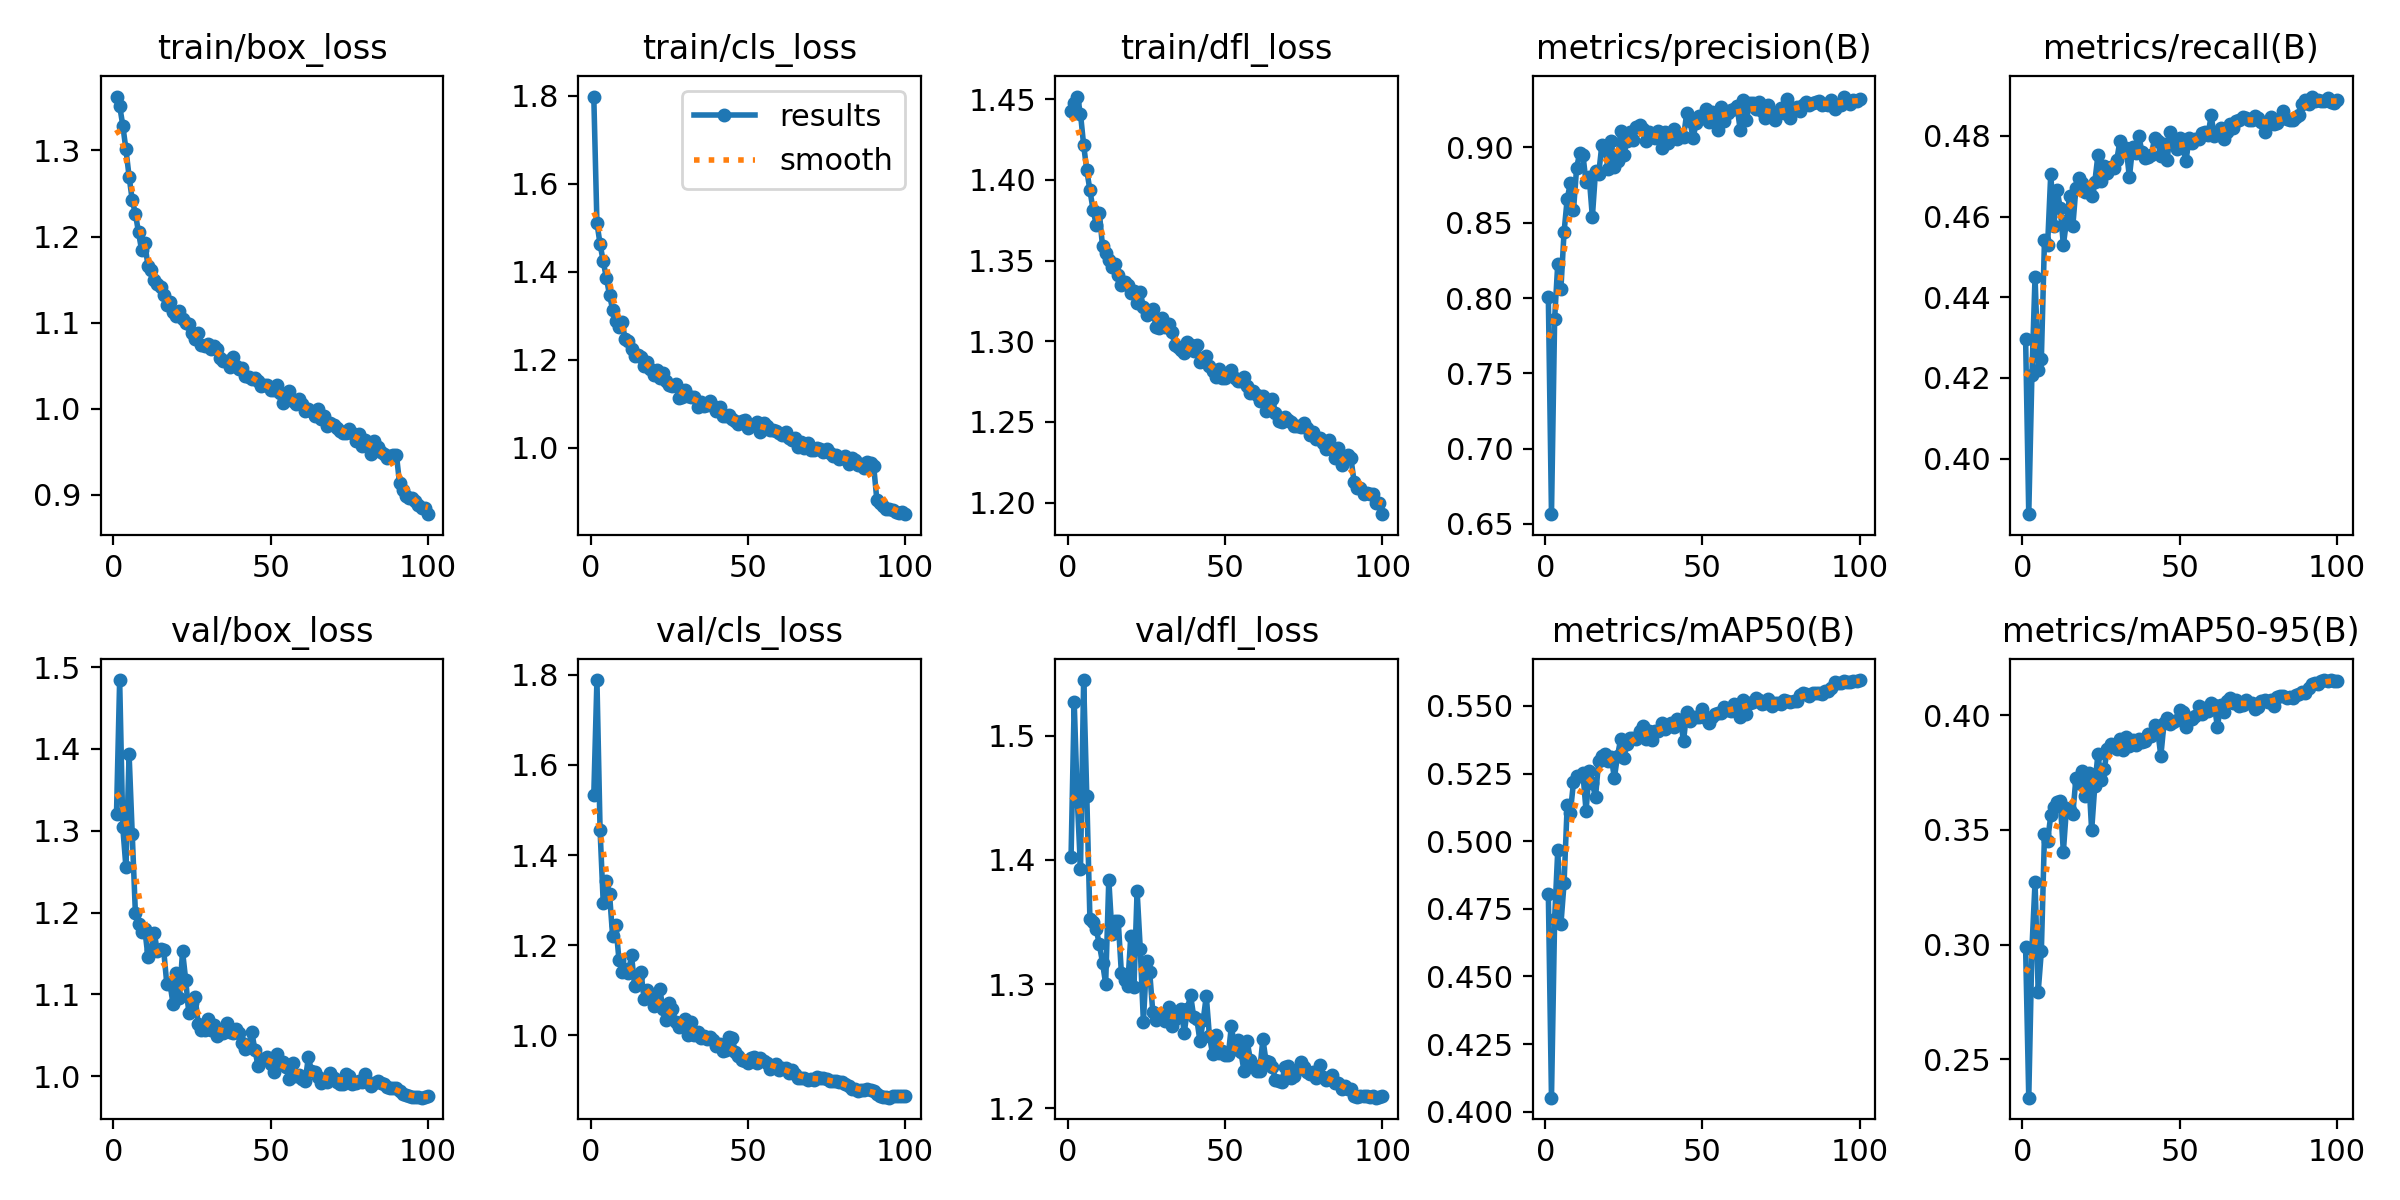 train/box_loss
1.3
1.2
1.1
1.0
0.9
0 50 100
train/cls_loss
results
smooth
1.8
1.6
1.4
1.2
1.0
0 50 100
train/dfl_loss
1.45
1.40
1.35
1.30
1.25
1.20
0 50 100
metrics/precision(B)
0.90
0.85
0.80
0.75
0.70
0.65
0 50 100
metrics/recall(B)
0.48
0.46
0.44
0.42
0.40
0 50 100
val/box_loss
1.5
1.4
1.3
1.2
1.1
1.0
0 50 100
val/cls_loss
1.8
1.6
1.4
1.2
1.0
0 50 100
val/dfl_loss
1.5
1.4
1.3
1.2
0 50 100
metrics/mAP50(B)
0.550
0.525
0.500
0.475
0.450
0.425
0.400
0 50 100
metrics/mAP50-95(B)
0.40
0.35
0.30
0.25
0 50 100